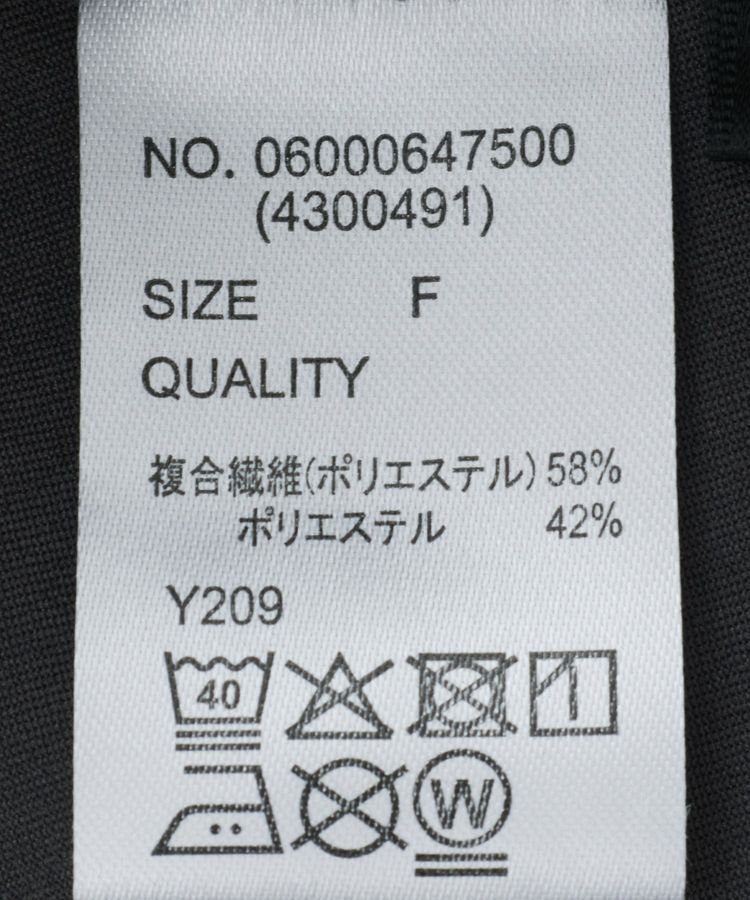 NO. 06000647500
(4300491)
SIZE F
QUALITY
複合繊維(ポリエステル) 58%
ポリエステル 42%
Y209
40
W